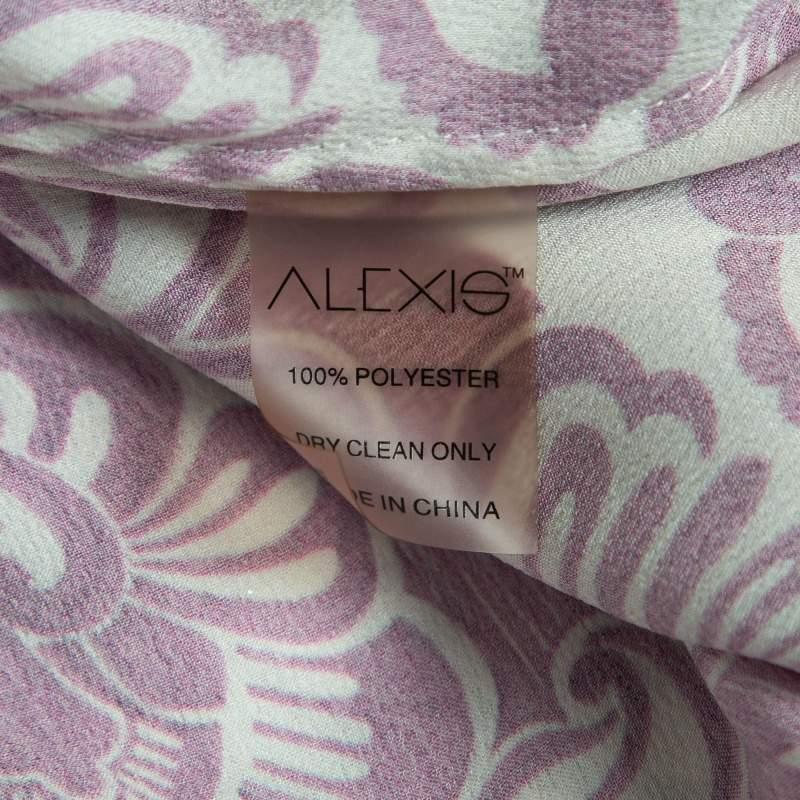 ALEXIS™
100% POLYESTER
DRY CLEAN ONLY
IN CHINA